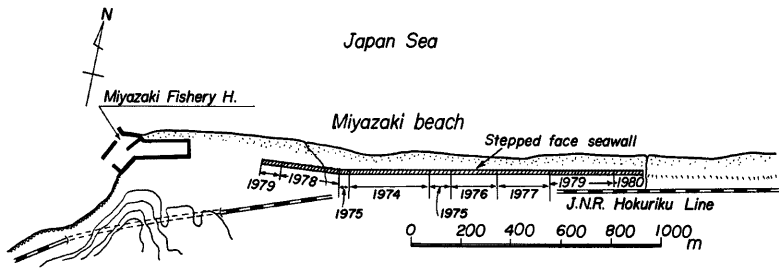 N
Japan Sea
Miyazaki Fishery H.
Miyazaki beach
Stepped face seawall
1979 1978 1975 1974 1975 1976 1977 1979 1980
J.N.R. Hokuriku Line
0 200 400 600 800 1000
m